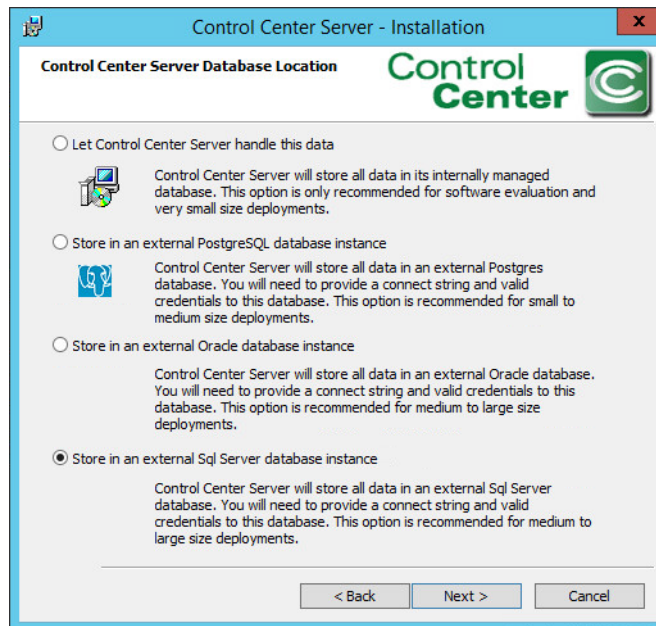 Control Center Server - Installation
x
Control Center Server Database Location
Control
Center
Let Control Center Server handle this data
Control Center Server will store all data in its internally managed
database. This option is only recommended for software evaluation and
very small size deployments.
Store in an external PostgreSQL database instance
Control Center Server will store all data in an external Postgres
database. You will need to provide a connect string and valid
credentials to this database. This option is recommended for small to
medium size deployments.
Store in an external Oracle database instance
Control Center Server will store all data in an external Oracle database.
You will need to provide a connect string and valid credentials to this
database. This option is recommended for medium to large size
deployments.
Store in an external Sql Server database instance
Control Center Server will store all data in an external Sql Server
database. You will need to provide a connect string and valid
credentials to this database. This option is recommended for medium to
large size deployments.
< Back
Next >
Cancel